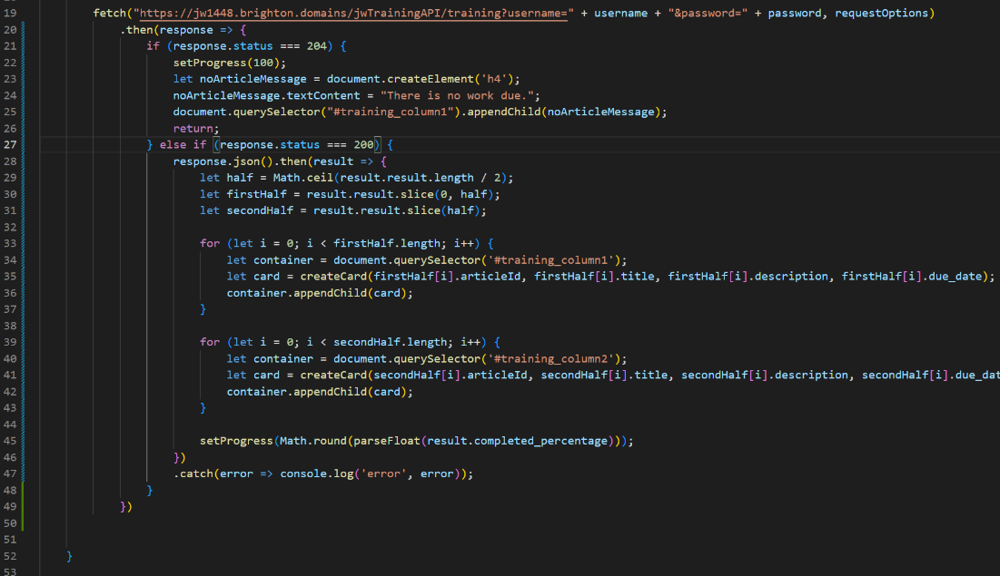 19 fetch("https://jw1448.brighton.domains/jwTrainingAPI/training?username=" + username + "&password=" + password, requestOptions)
20 .then(response => {
21 if (response.status === 204) {
22 setProgress(100);
23 let noArticleMessage = document.createElement('h4');
24 noArticleMessage.textContent = "There is no work due.";
25 document.querySelector("#training_column1").appendChild(noArticleMessage);
26 return;
27 } else if (response.status === 200) {
28 response.json().then(result => {
29 let half = Math.ceil(result.result.length / 2);
30 let firstHalf = result.result.slice(0, half);
31 let secondHalf = result.result.slice(half);
32
33 for (let i = 0; i < firstHalf.length; i++) {
34 let container = document.querySelector('#training_column1');
35 let card = createCard(firstHalf[i].articleId, firstHalf[i].title, firstHalf[i].description, firstHalf[i].due_date);
36 container.appendChild(card);
37 }
38
39 for (let i = 0; i < secondHalf.length; i++) {
40 let container = document.querySelector('#training_column2');
41 let card = createCard(secondHalf[i].articleId, secondHalf[i].title, secondHalf[i].description, secondHalf[i].due_dat
42 container.appendChild(card);
43 }
44
45 setProgress(Math.round(parseFloat(result.completed_percentage)));
46 })
47 .catch(error => console.log('error', error));
48 }
49 })
50
51
52 }
53